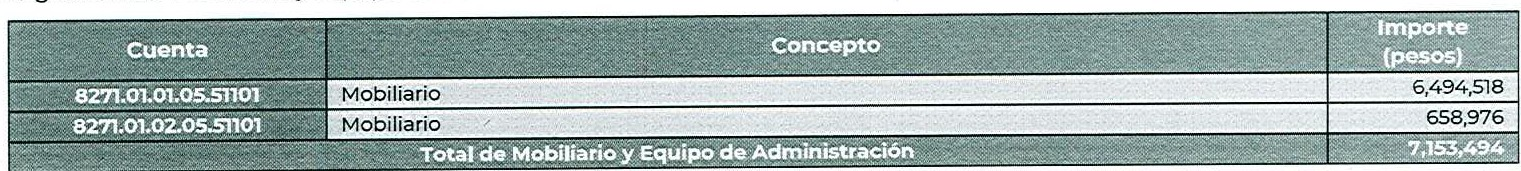 Cuenta Concepto Importe (pesos)
8271.01.01.05.51101 Mobiliario 6,494,518
8271.01.02.05.51101 Mobiliario 658,976
Total de Mobiliario y Equipo de Administración 7,153,494